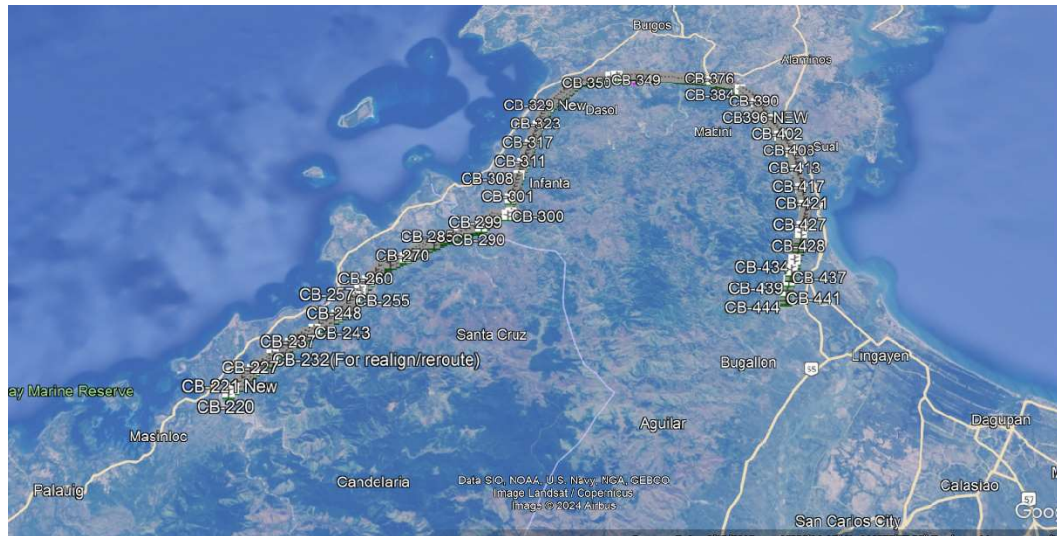 Burgos
Alaminos
CB-350
CB-349
CB-376
CB-384
CB-390
CB-329 New
Dasol
CB396-NEW
CB-323
Mabini
CB-402
CB-317
CB-408
Sual
CB-311
CB-413
CB-308
Infanta
CB-417
CB-301
CB-421
CB-300
CB-299
CB-427
CB-290
CB-428
CB-270
CB-434
CB-260
CB-437
CB-257
CB-255
CB-439
CB-441
CB-444
CB-248
CB-243
Santa Cruz
CB-237
CB-232(For realign/reroute)
Lingayen
CB-227
Bugallon
55
CB-221 New
ay Marine Reserve
CB-220
Aguilar
Dagupan
Masinloc
Candelaria
Data SIO, NOAA, U.S. Navy, NGA, GEBCO
Image Landsat / Copernicus
Image © 2024 Airbus
Palauig
Calasiao
57
San Carlos City
Goo